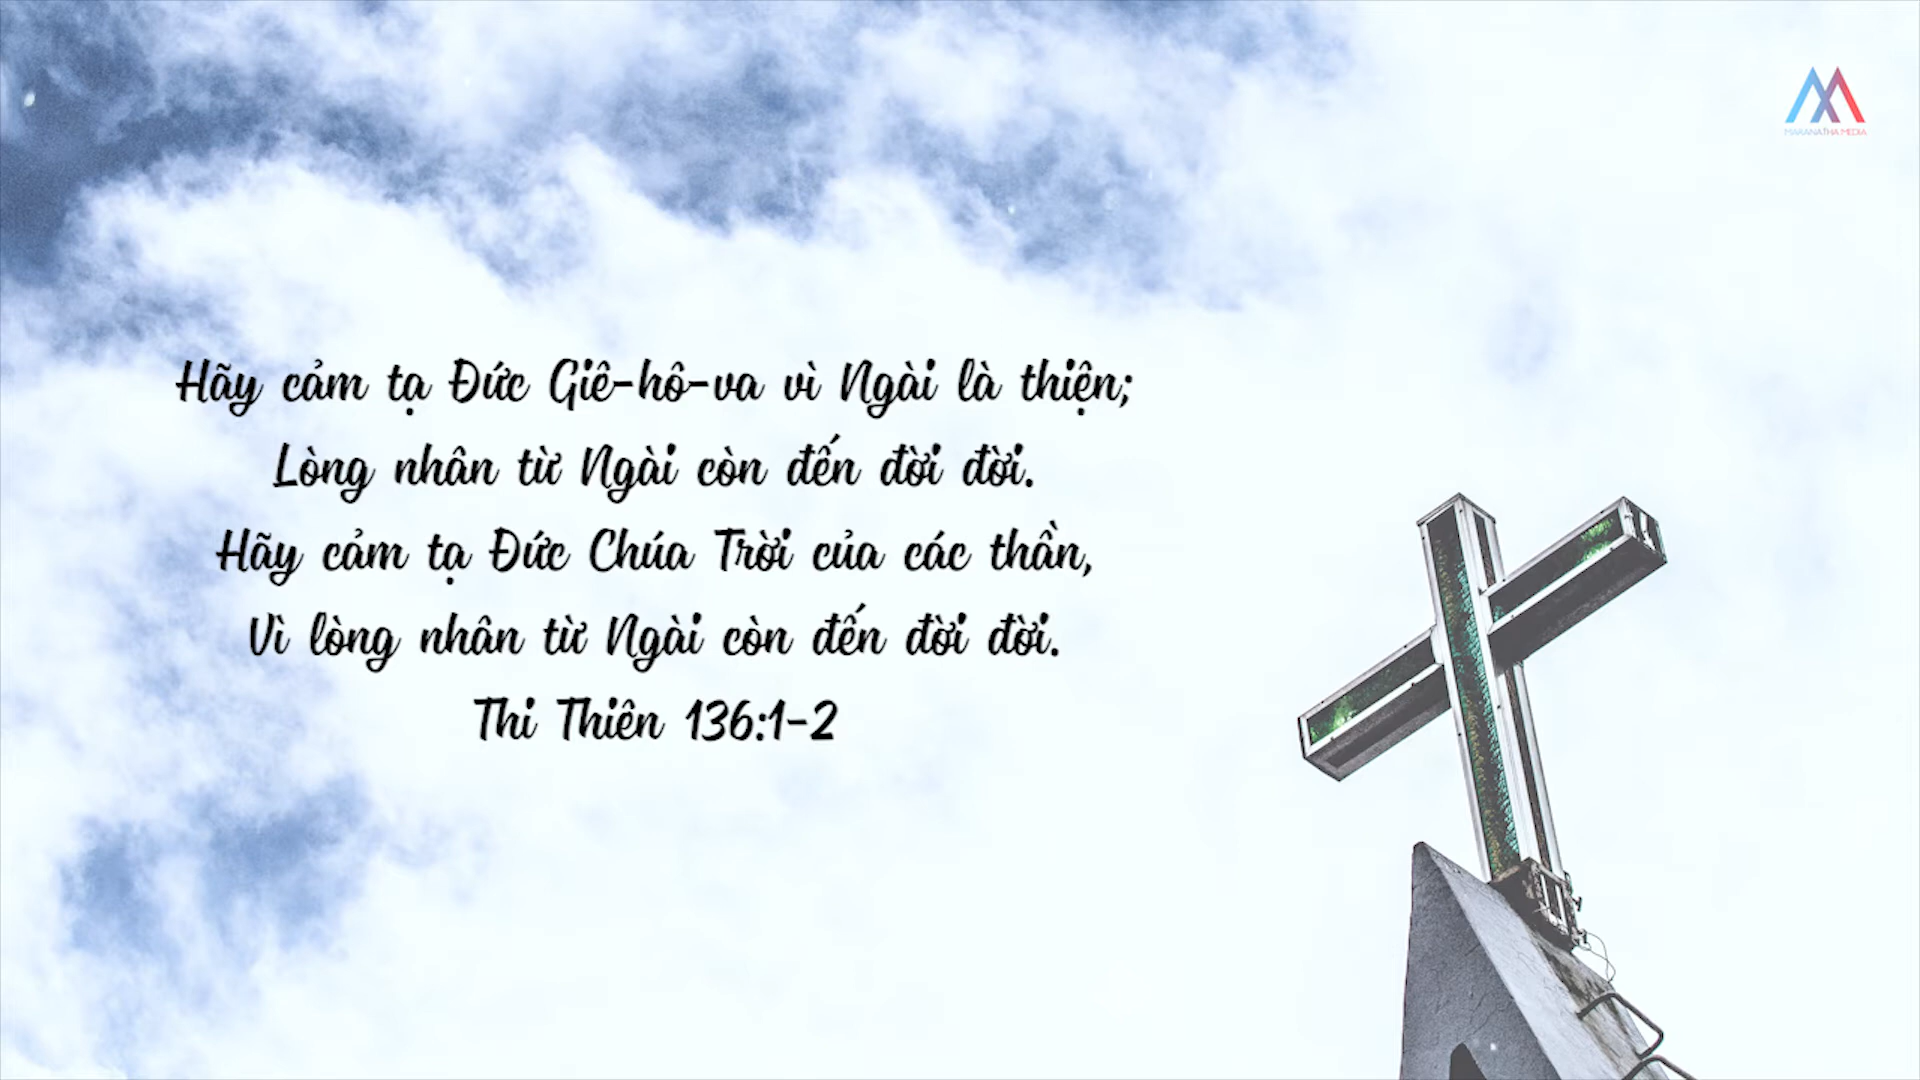 MARANATHA MEDIA
Hãy cảm tạ Đức Giê-hô-va vì Ngài là thiện;
Lòng nhân từ Ngài còn đến đời đời.
Hãy cảm tạ Đức Chúa Trời của các thần,
Vì lòng nhân từ Ngài còn đến đời đời.
Thi Thiên 136:1-2